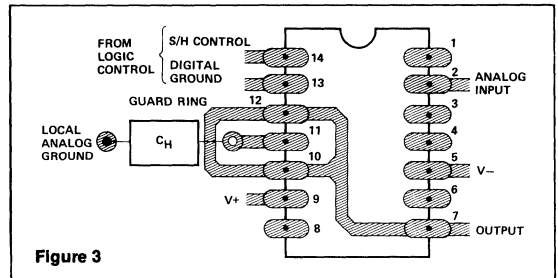 FROM
LOGIC
CONTROL
S/H CONTROL
DIGITAL
GROUND
GUARD RING
LOCAL
ANALOG
GROUND
CH
V+
14
13
12
11
10
9
8
1
2
3
4
5
6
7
ANALOG
INPUT
V−
OUTPUT
Figure 3